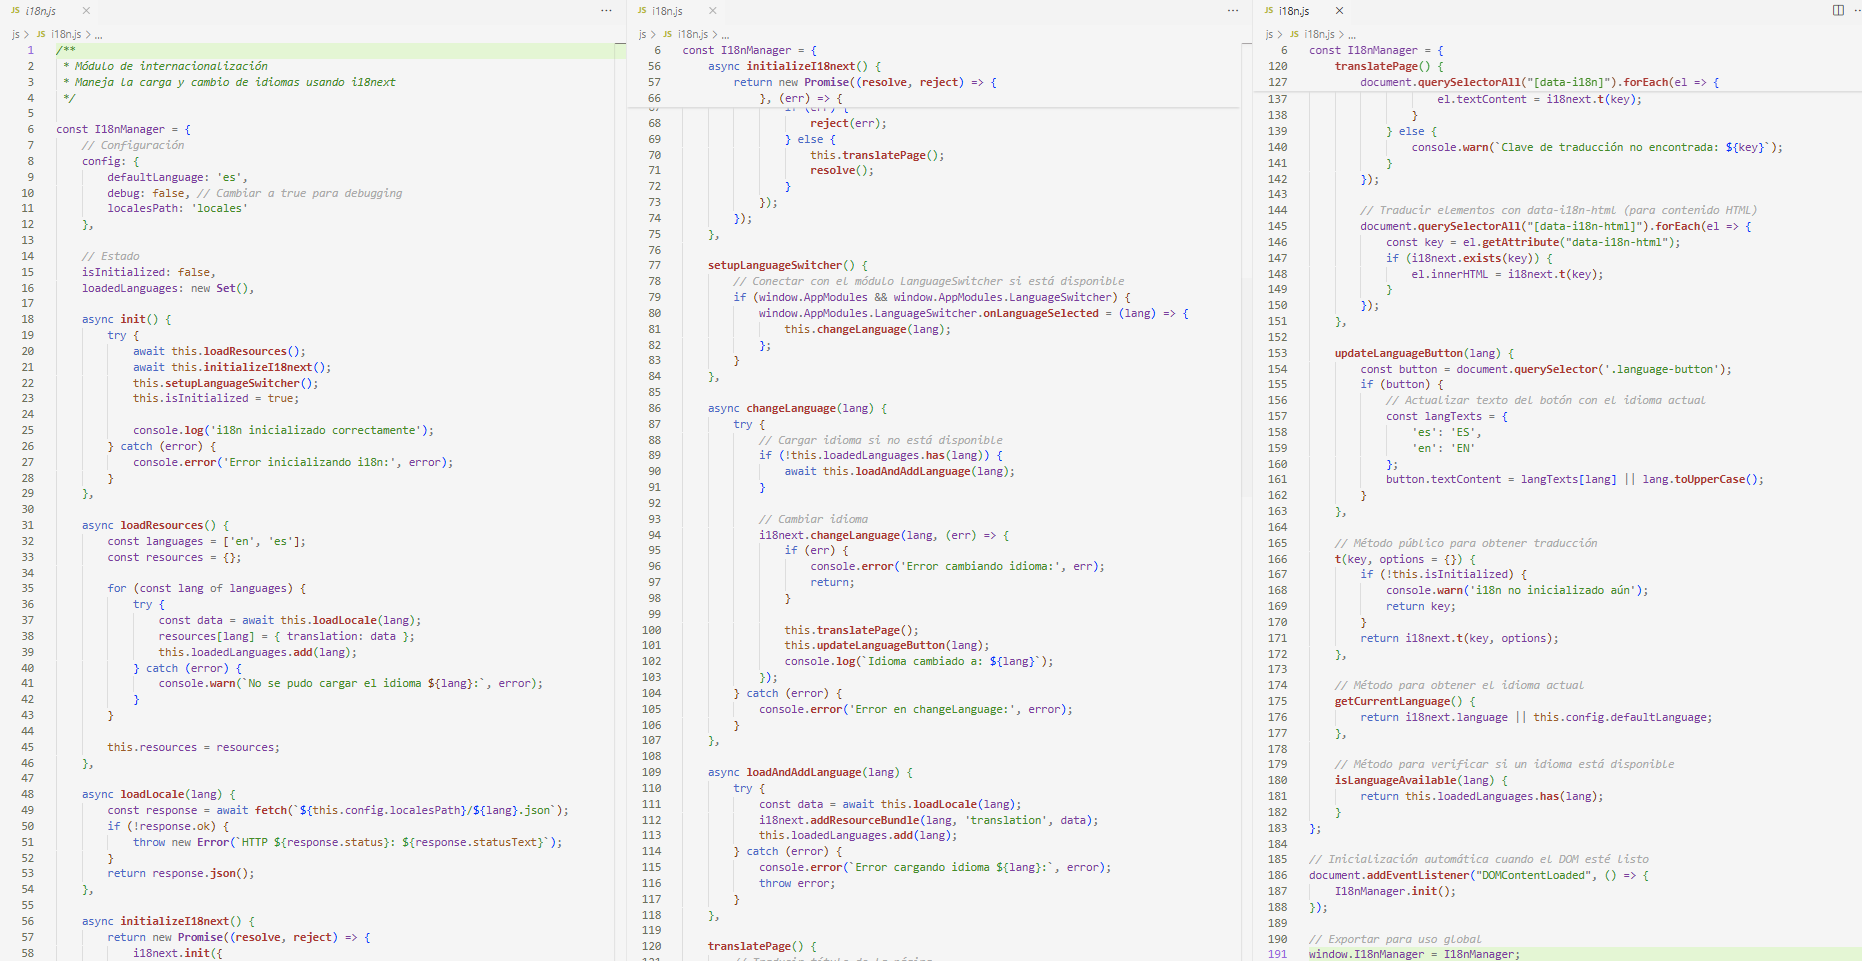 JS i18n.js × ···
js > JS i18n.js > ...
1 /**
2 * Módulo de internacionalización
3 * Maneja la carga y cambio de idiomas usando i18next
4 */
5
6 const I18nManager = {
7 // Configuración
8 config: {
9 defaultLanguage: 'es',
10 debug: false, // Cambiar a true para debugging
11 localesPath: 'locales'
12 },
13
14 // Estado
15 isInitialized: false,
16 loadedLanguages: new Set(),
17
18 async init() {
19 try {
20 await this.loadResources();
21 await this.initializeI18next();
22 this.setupLanguageSwitcher();
23 this.isInitialized = true;
24
25 console.log('i18n inicializado correctamente');
26 } catch (error) {
27 console.error('Error inicializando i18n:', error);
28 }
29 },
30
31 async loadResources() {
32 const languages = ['en', 'es'];
33 const resources = {};
34
35 for (const lang of languages) {
36 try {
37 const data = await this.loadLocale(lang);
38 resources[lang] = { translation: data };
39 this.loadedLanguages.add(lang);
40 } catch (error) {
41 console.warn(`No se pudo cargar el idioma ${lang}:`, error);
42 }
43 }
44
45 this.resources = resources;
46 },
47
48 async loadLocale(lang) {
49 const response = await fetch(`${this.config.localesPath}/${lang}.json`);
50 if (!response.ok) {
51 throw new Error(`HTTP ${response.status}: ${response.statusText}`);
52 }
53 return response.json();
54 },
55
56 async initializeI18next() {
57 return new Promise((resolve, reject) => {
58 i18next.init({
JS i18n.js × ···
js > JS i18n.js > ...
6 const I18nManager = {
56 async initializeI18next() {
57 return new Promise((resolve, reject) => {
66 }, (err) => {
67 if (err) {
68 reject(err);
69 } else {
70 this.translatePage();
71 resolve();
72 }
73 });
74 });
75 },
76
77 setupLanguageSwitcher() {
78 // Conectar con el módulo LanguageSwitcher si está disponible
79 if (window.AppModules && window.AppModules.LanguageSwitcher) {
80 window.AppModules.LanguageSwitcher.onLanguageSelected = (lang) => {
81 this.changeLanguage(lang);
82 };
83 }
84 },
85
86 async changeLanguage(lang) {
87 try {
88 // Cargar idioma si no está disponible
89 if (!this.loadedLanguages.has(lang)) {
90 await this.loadAndAddLanguage(lang);
91 }
92
93 // Cambiar idioma
94 i18next.changeLanguage(lang, (err) => {
95 if (err) {
96 console.error('Error cambiando idioma:', err);
97 return;
98 }
99
100 this.translatePage();
101 this.updateLanguageButton(lang);
102 console.log(`Idioma cambiado a: ${lang}`);
103 });
104 } catch (error) {
105 console.error('Error en changeLanguage:', error);
106 }
107 },
108
109 async loadAndAddLanguage(lang) {
110 try {
111 const data = await this.loadLocale(lang);
112 i18next.addResourceBundle(lang, 'translation', data);
113 this.loadedLanguages.add(lang);
114 } catch (error) {
115 console.error(`Error cargando idioma ${lang}:`, error);
116 throw error;
117 }
118 },
119
120 translatePage() {
121 // Traducir título de la página
JS i18n.js × ··
js > JS i18n.js > ...
6 const I18nManager = {
120 translatePage() {
127 document.querySelectorAll("[data-i18n]").forEach(el => {
137 el.textContent = i18next.t(key);
138 }
139 } else {
140 console.warn(`Clave de traducción no encontrada: ${key}`);
141 }
142 });
143
144 // Traducir elementos con data-i18n-html (para contenido HTML)
145 document.querySelectorAll("[data-i18n-html]").forEach(el => {
146 const key = el.getAttribute("data-i18n-html");
147 if (i18next.exists(key)) {
148 el.innerHTML = i18next.t(key);
149 }
150 });
151 },
152
153 updateLanguageButton(lang) {
154 const button = document.querySelector('.language-button');
155 if (button) {
156 // Actualizar texto del botón con el idioma actual
157 const langTexts = {
158 'es': 'ES',
159 'en': 'EN'
160 };
161 button.textContent = langTexts[lang] || lang.toUpperCase();
162 }
163 },
164
165 // Método público para obtener traducción
166 t(key, options = {}) {
167 if (!this.isInitialized) {
168 console.warn('i18n no inicializado aún');
169 return key;
170 }
171 return i18next.t(key, options);
172 },
173
174 // Método para obtener el idioma actual
175 getCurrentLanguage() {
176 return i18next.language || this.config.defaultLanguage;
177 },
178
179 // Método para verificar si un idioma está disponible
180 isLanguageAvailable(lang) {
181 return this.loadedLanguages.has(lang);
182 }
183 };
184
185 // Inicialización automática cuando el DOM esté listo
186 document.addEventListener("DOMContentLoaded", () => {
187 I18nManager.init();
188 });
189
190 // Exportar para uso global
191 window.I18nManager = I18nManager;